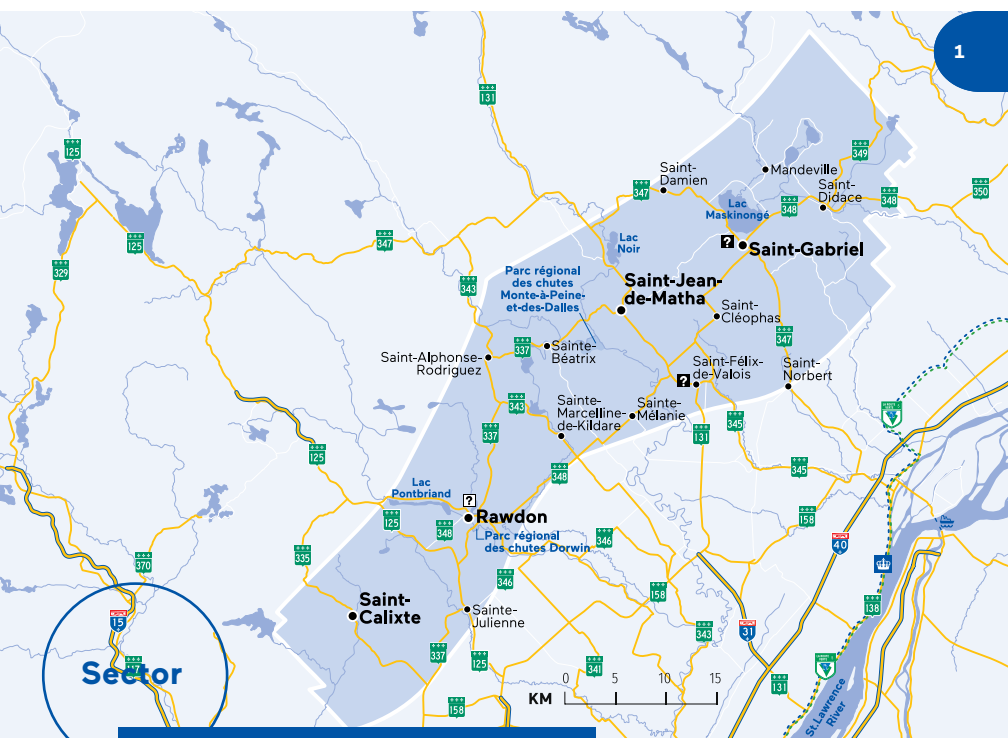 1
131
125
349
Saint-
Damien
Mandeville
347
Saint-
Didace
348
350
Lac
Maskinongé
348
125
347
Lac
Noir
?
Saint-Gabriel
329
343
Parc régional
des chutes
Monte-à-Peine-
et-des-Dalles
Saint-Jean-
de-Matha
Saint-
Cléophas
347
337
Sainte-
Béatrix
Saint-Alphonse-
Rodriguez
Saint-Félix-
de-Valois
?
Saint-
Norbert
343
Sainte-
Marcelline-
de-Kildare
Sainte-
Mélanie
345
131
337
125
348
345
Lac
Pontbriand
?
Rawdon
125
348
Parc régional
des chutes Dorwin
346
158
40
335
370
346
158
138
15
Saint-
Calixte
Sainte-
Julienne
343
31
337
125
341
Sector
117
KM
0
5
10
15
131
158
St.Lawrence
River